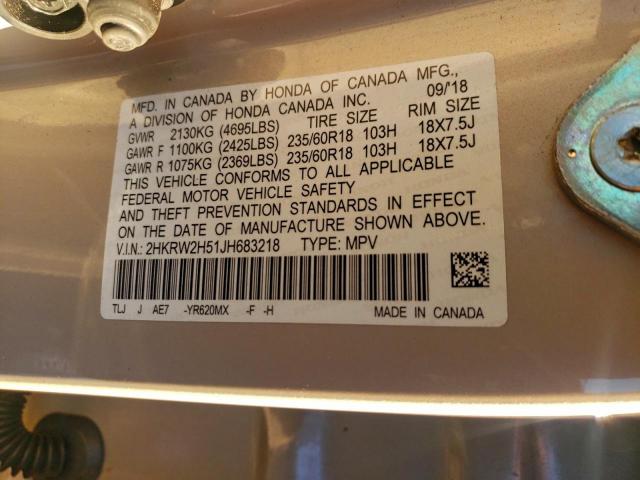 MFD. IN CANADA BY HONDA OF CANADA MFG.,
A DIVISION OF HONDA CANADA INC. 09/'18
GVWR 2130KG (4695LBS) TIRE SIZE RIM SIZE
GAWR F 1100KG (2425LBS) 235/60R18 103H 18X7.5J
GAWR R 1075KG (2369LBS) 235/60R18 103H 18X7.5J
THIS VEHICLE CONFORMS TO ALL APPLICABLE
FEDERAL MOTOR VEHICLE SAFETY
AND THEFT PREVENTION STANDARDS IN EFFECT
ON THE DATE OF MANUFACTURE SHOWN ABOVE.
V.I.N.: 2HKRW2H51JH683218 TYPE: MPV
TLJ J AE7 -YR620MX -F -H MADE IN CANADA